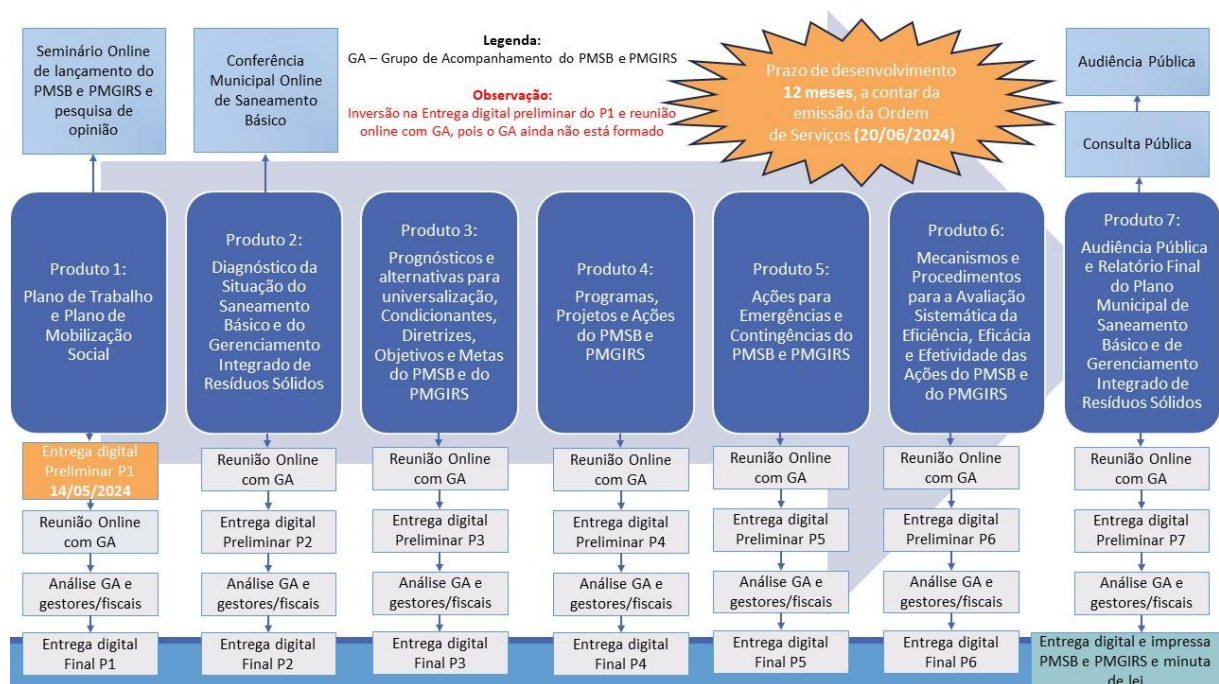 Seminário Online
de lançamento do
PMSB e PMGIRS e
pesquisa de
opinião
Conferência
Municipal Online
de Saneamento
Básico
Legenda:
GA – Grupo de Acompanhamento do PMSB e PMGIRS
Observação:
Inversão na Entrega digital preliminar do P1 e reunião
online com GA, pois o GA ainda não está formado
Prazo de desenvolvimento
12 meses, a contar da
emissão da Ordem
de Serviços (20/06/2024)
Audiência Pública
Consulta Pública
Produto 1:
Plano de Trabalho
e Plano de
Mobilização
Social
Produto 2:
Diagnóstico da
Situação do
Saneamento
Básico e do
Gerenciamento
Integrado de
Resíduos Sólidos
Produto 3:
Prognósticos e
alternativas para
universalização,
Condicionantes,
Diretrizes,
Objetivos e Metas
do PMSB e do
PMGIRS
Produto 4:
Programas,
Projetos e Ações
do PMSB e
PMGIRS
Produto 5:
Ações para
Emergências e
Contingências do
PMSB e PMGIRS
Produto 6:
Mecanismos e
Procedimentos
para a Avaliação
Sistemática da
Eficiência, Eficácia
e Efetividade das
Ações do PMSB e
do PMGIRS
Produto 7:
Audiência Pública
e Relatório Final
do Plano
Municipal de
Saneamento
Básico e de
Gerenciamento
Integrado de
Resíduos Sólidos
Entrega digital
Preliminar P1
14/05/2024
Reunião Online
com GA
Análise GA e
gestores/fiscais
Entrega digital
Final P1
Reunião Online
com GA
Entrega digital
Preliminar P2
Análise GA e
gestores/fiscais
Entrega digital
Final P2
Reunião Online
com GA
Entrega digital
Preliminar P3
Análise GA e
gestores/fiscais
Entrega digital
Final P3
Reunião Online
com GA
Entrega digital
Preliminar P4
Análise GA e
gestores/fiscais
Entrega digital
Final P4
Reunião Online
com GA
Entrega digital
Preliminar P5
Análise GA e
gestores/fiscais
Entrega digital
Final P5
Reunião Online
com GA
Entrega digital
Preliminar P6
Análise GA e
gestores/fiscais
Entrega digital
Final P6
Reunião Online
com GA
Entrega digital
Preliminar P7
Análise GA e
gestores/fiscais
Entrega digital e impressa
PMSB e PMGIRS e minuta
de lei